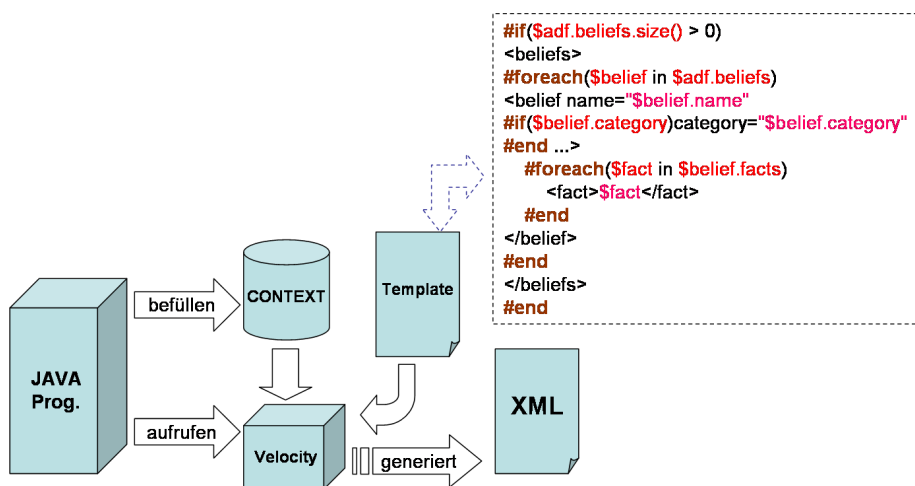 #if($adf.beliefs.size() > 0)
<beliefs>
#foreach($belief in $adf.beliefs)
<belief name="$belief.name"
#if($belief.category)category="$belief.category"
#end ...>
#foreach($fact in $belief.facts)
<fact>$fact</fact>
#end
</belief>
#end
</beliefs>
#end
befüllen
CONTEXT
Template
JAVA
Prog.
aufrufen
Velocity
generiert
XML